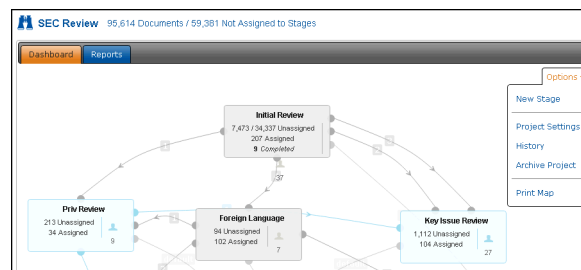 SEC Review 95,614 Documents / 59,381 Not Assigned to Stages
Dashboard Reports
Options
New Stage
Project Settings
History
Archive Project
Print Map
Initial Review
7,473 / 34,337 Unassigned
207 Assigned
9 Completed
37
Priv Review
213 Unassigned
34 Assigned
9
Foreign Language
94 Unassigned
102 Assigned
7
Key Issue Review
1,112 Unassigned
104 Assigned
27